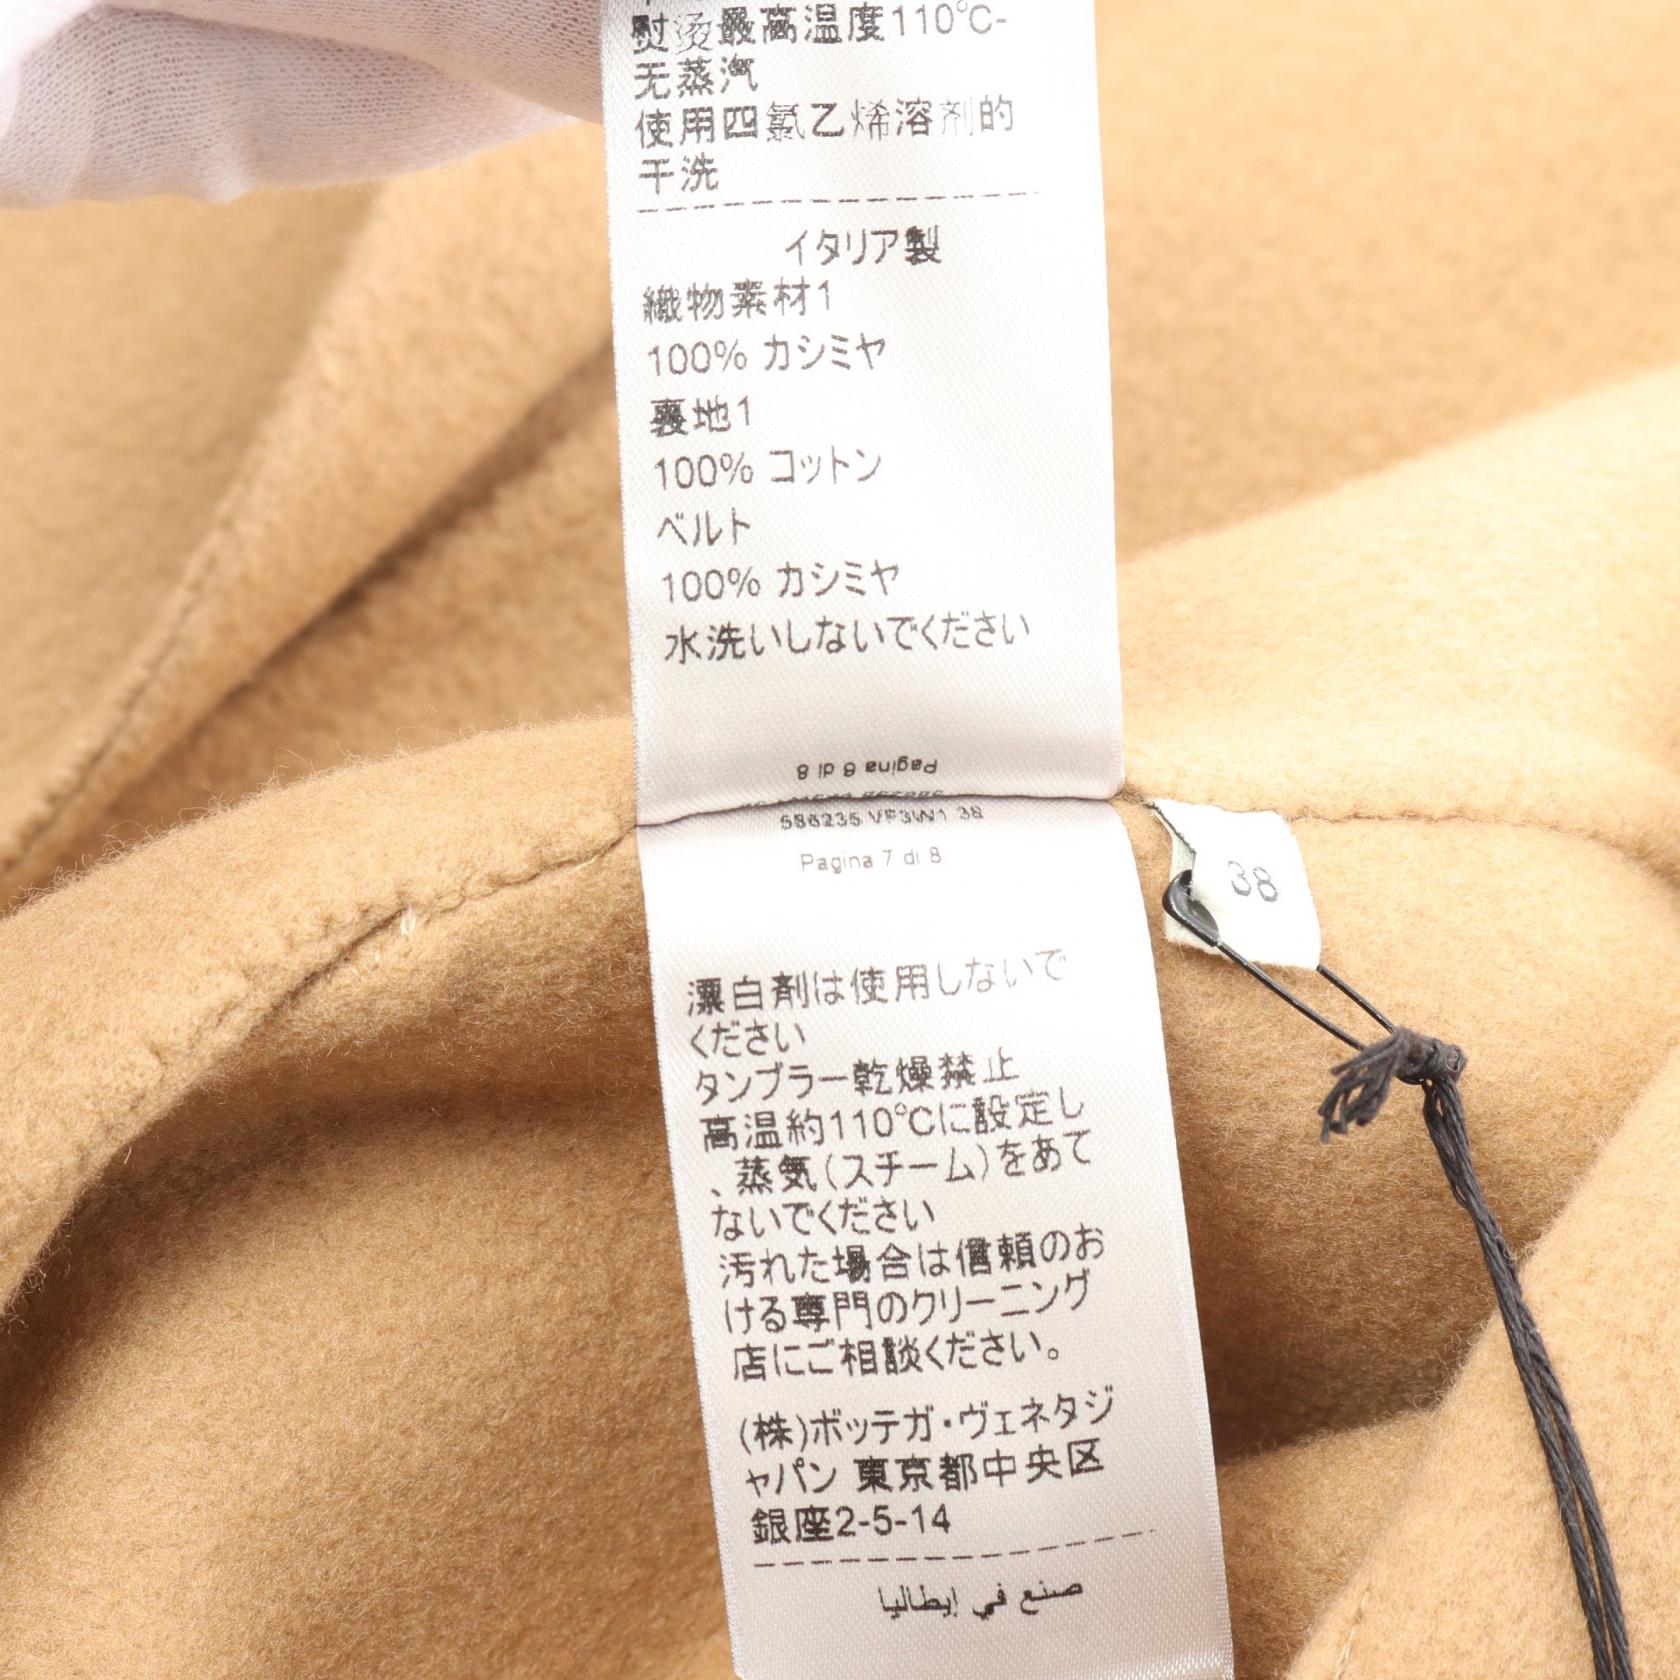 熨烫最高温度110°C-
无蒸汽
使用四氯乙烯溶剂的
干洗
イタリア製
織物素材1
100% カシミヤ
裏地1
100% コットン
ベルト
100% カシミヤ
水洗いしないでください
Pagina 6 di 8
586235 VF3W1 38
Pagina 7 di 8
38
漂白剤は使用しないで
ください
タンブラー乾燥禁止
高温約110°Cに設定し
、蒸気(スチーム)をあて
ないでください
汚れた場合は信頼のお
ける専門のクリーニング
店にご相談ください。
(株)ボッテガ・ヴェネタジ
ャパン 東京都中央区
銀座2-5-14
صنع في إيطاليا